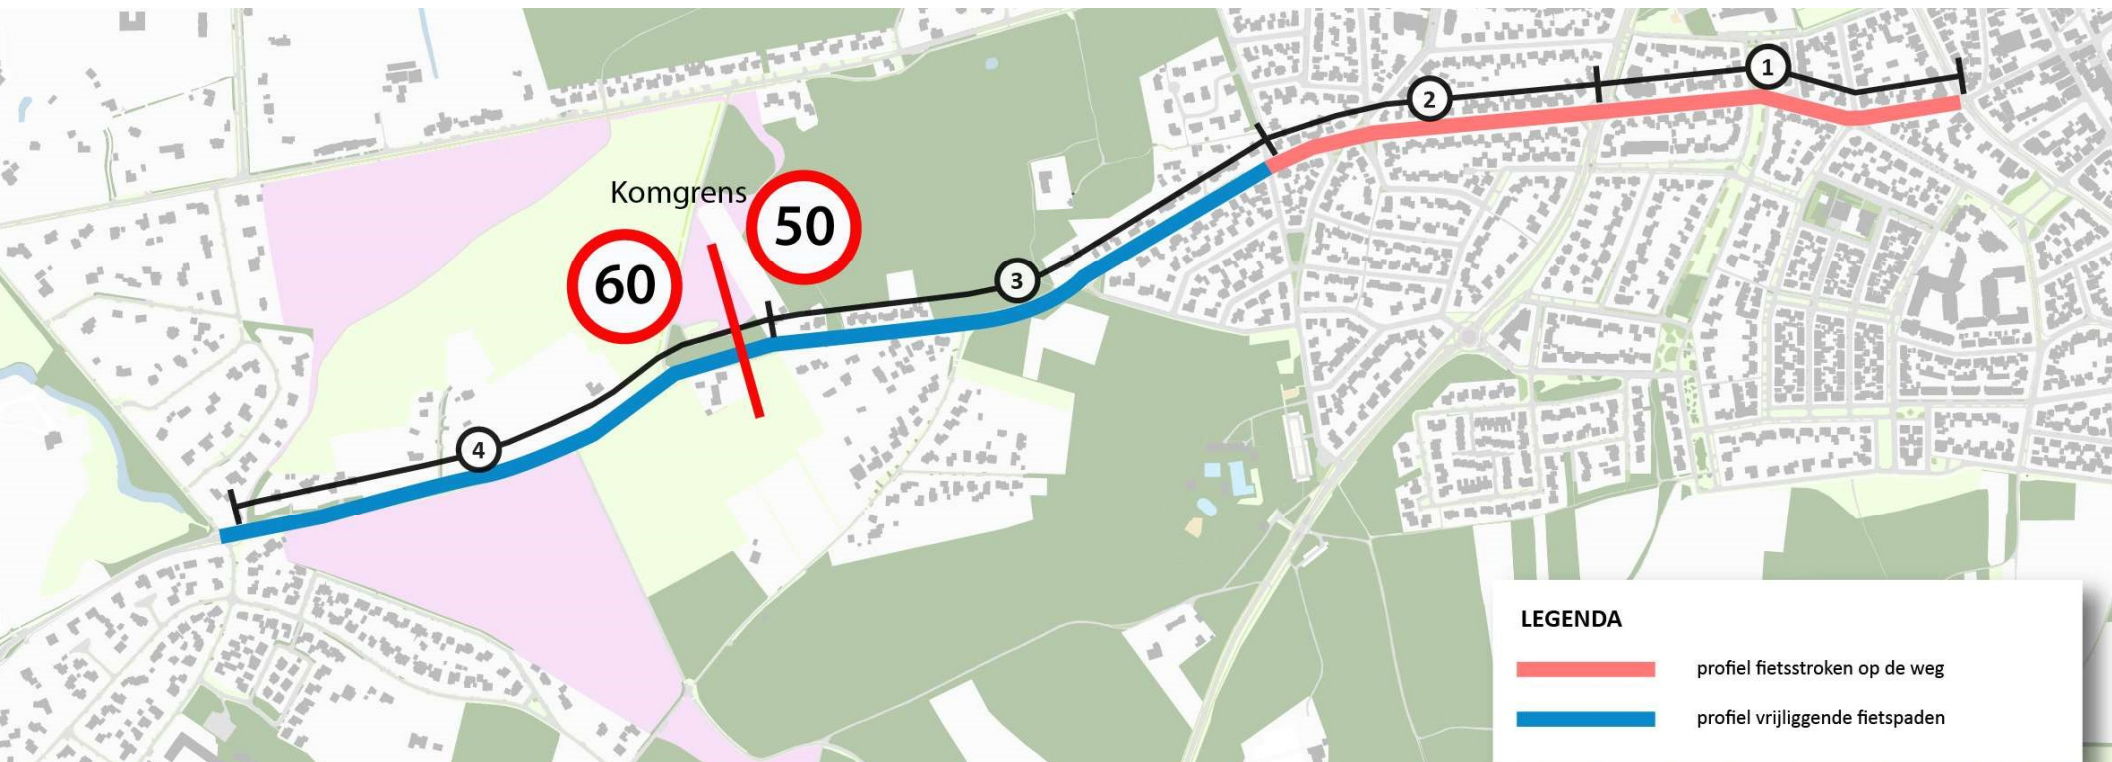 1
2
Komgrens
50
60
3
4
LEGENDA
profiel fietsstroken op de weg
profiel vrijliggende fietspaden